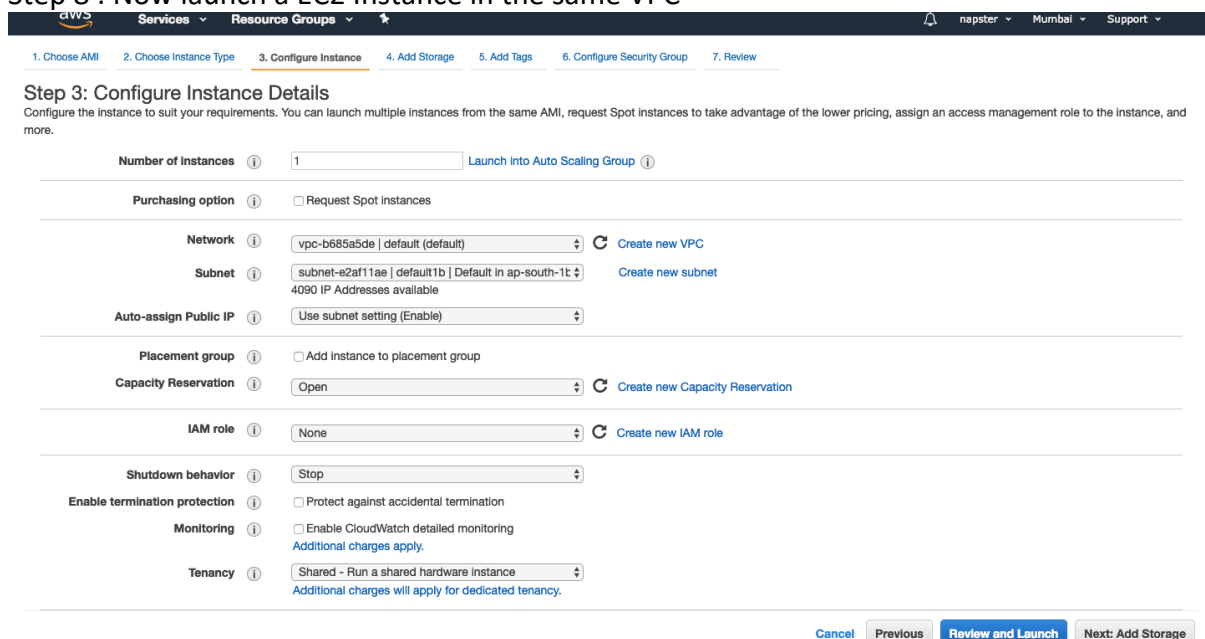 Step 8 : Now launch a EC2 instance in the same VPC
aws Services Resource Groups napster Mumbai Support
1. Choose AMI 2. Choose Instance Type 3. Configure Instance 4. Add Storage 5. Add Tags 6. Configure Security Group 7. Review
Step 3: Configure Instance Details
Configure the instance to suit your requirements. You can launch multiple instances from the same AMI, request Spot instances to take advantage of the lower pricing, assign an access management role to the instance, and
more.
Number of instances i 1 Launch into Auto Scaling Group i
Purchasing option i Request Spot instances
Network i vpc-b685a5de | default (default) Create new VPC
Subnet i subnet-e2af11ae | default1b | Default in ap-south-1b Create new subnet
4090 IP Addresses available
Auto-assign Public IP i Use subnet setting (Enable)
Placement group i Add instance to placement group
Capacity Reservation i Open Create new Capacity Reservation
IAM role i None Create new IAM role
Shutdown behavior i Stop
Enable termination protection i Protect against accidental termination
Monitoring i Enable CloudWatch detailed monitoring
Additional charges apply.
Tenancy i Shared - Run a shared hardware instance
Additional charges will apply for dedicated tenancy.
Cancel Previous Review and Launch Next: Add Storage